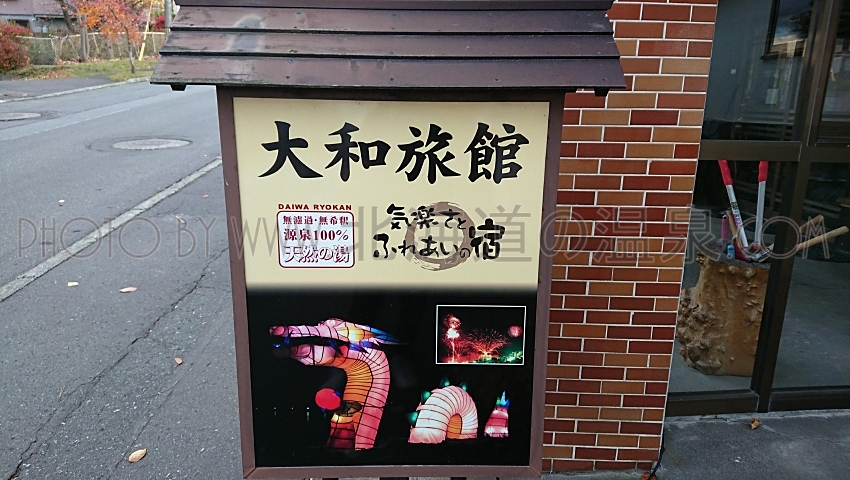 大和旅館
DAIWA RYOKAN
無濾過・無希釈
源泉100%
天然の湯
気楽さと
ふれあいの宿
PHOTO BY www.北海道の温泉.com